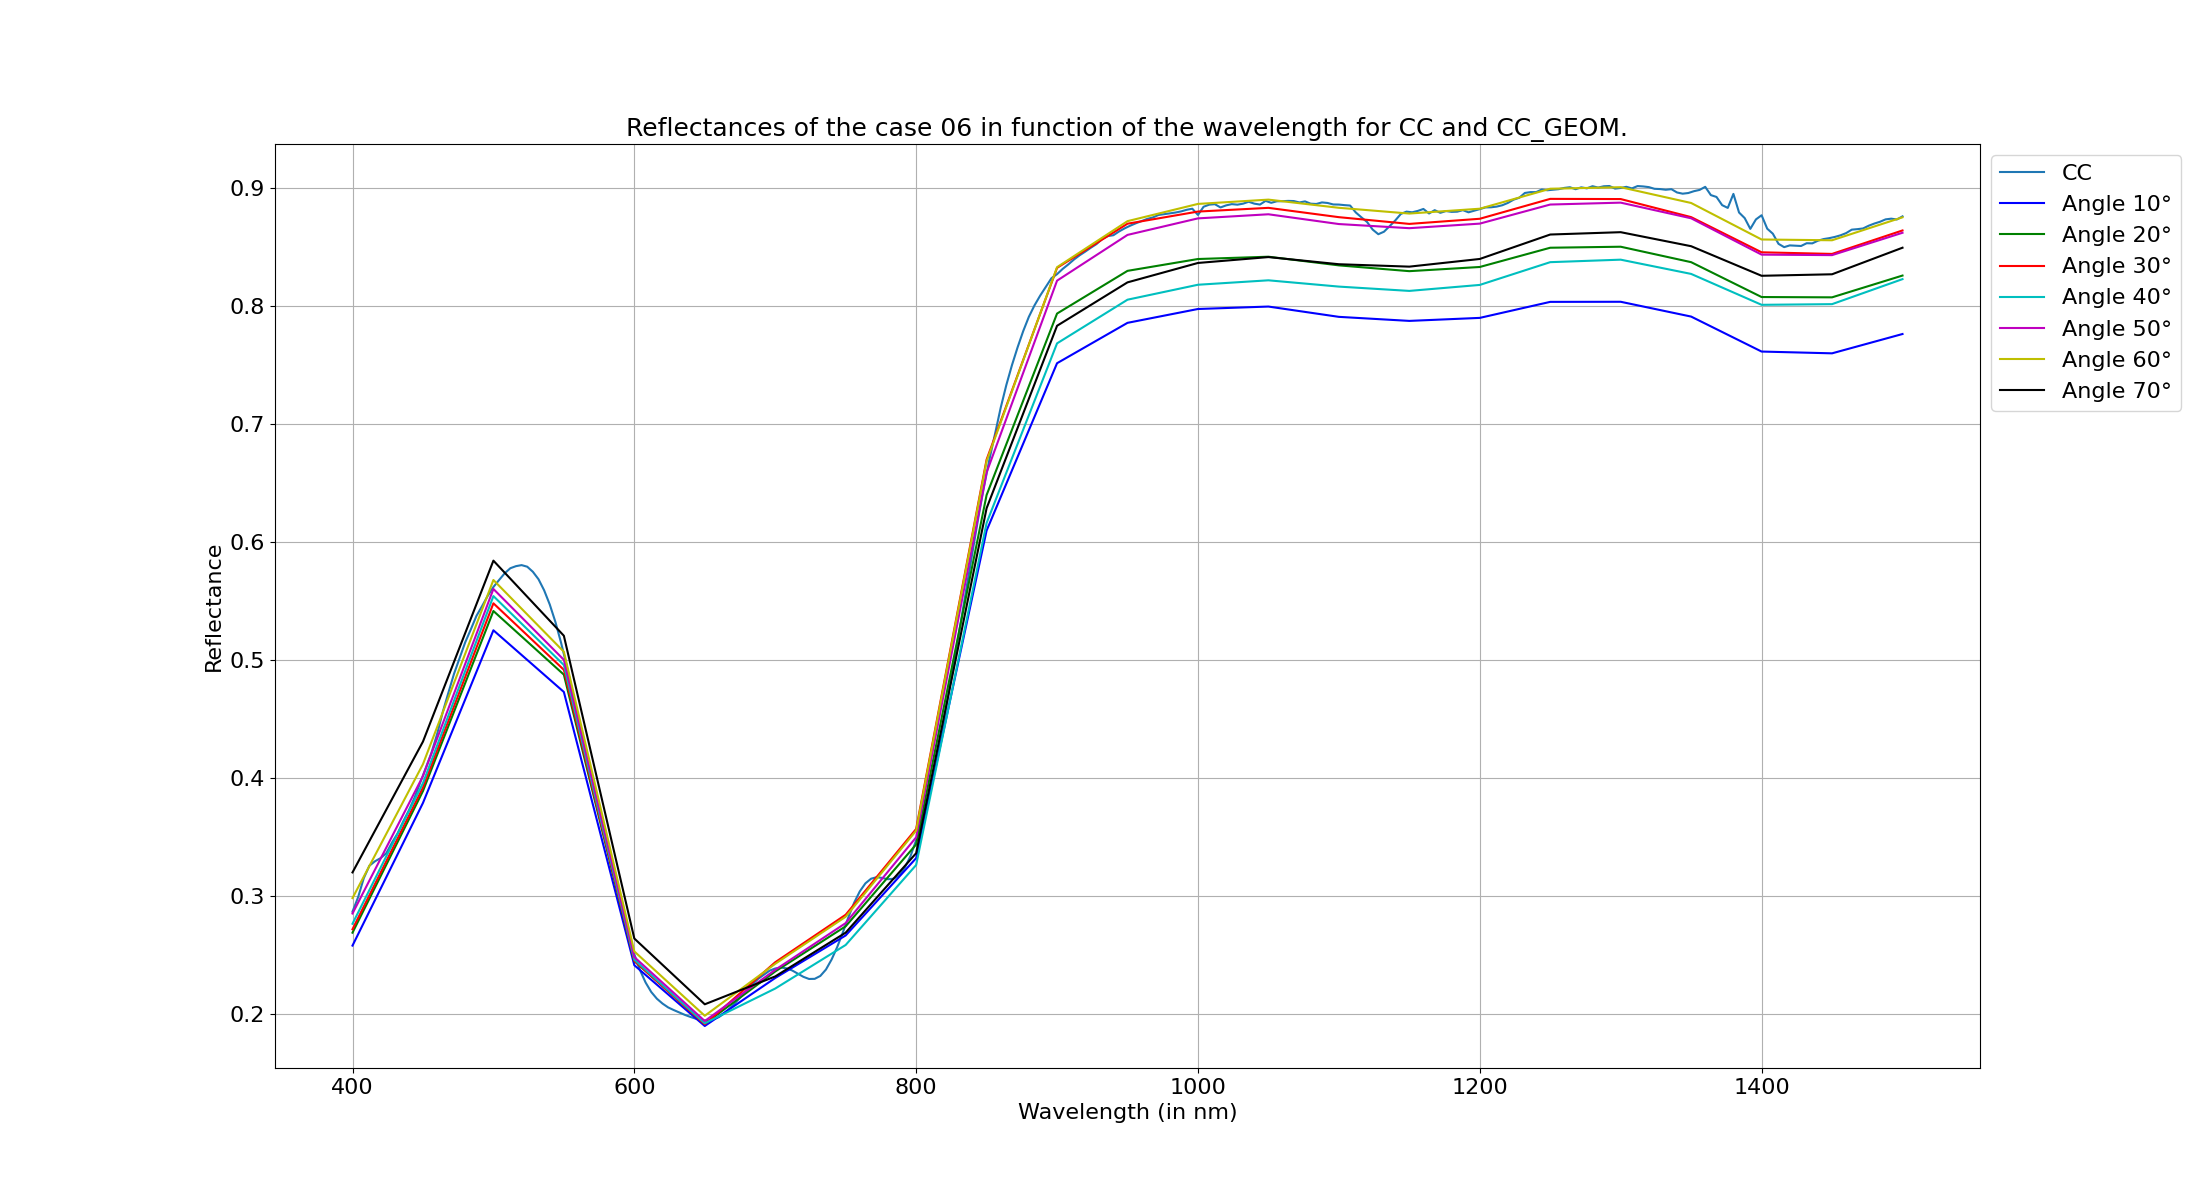 Reflectances of the case 06 in function of the wavelength for CC and CC_GEOM.
CC
Angle 10°
Angle 20°
Angle 30°
Angle 40°
Angle 50°
Angle 60°
Angle 70°
0.9
0.8
0.7
0.6
0.5
0.4
0.3
0.2
Reflectance
400 600 800 1000 1200 1400
Wavelength (in nm)